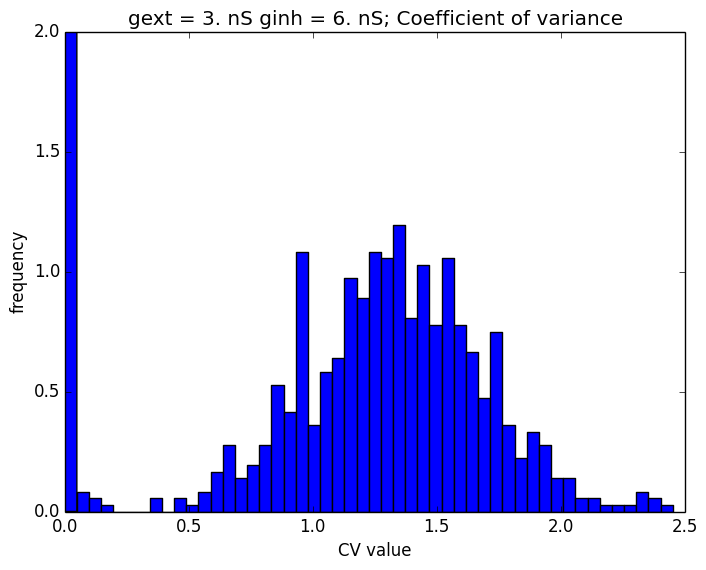 gext = 3. nS ginh = 6. nS; Coefficient of variance
2.0
1.5
1.0
0.5
0.0
frequency
0.0 0.5 1.0 1.5 2.0 2.5
CV value